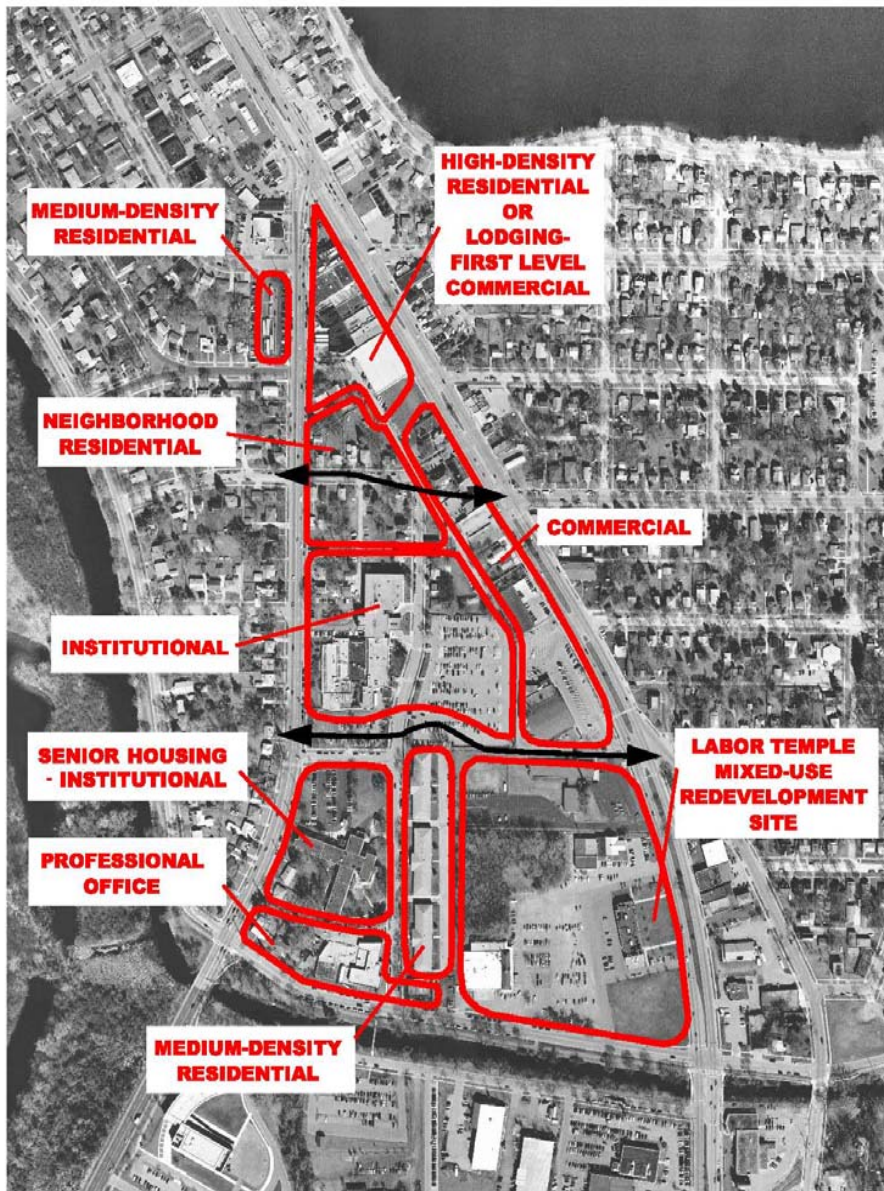 HIGH-DENSITY
RESIDENTIAL
OR
LODGING-
FIRST LEVEL
COMMERCIAL
MEDIUM-DENSITY
RESIDENTIAL
NEIGHBORHOOD
RESIDENTIAL
COMMERCIAL
INSTITUTIONAL
SENIOR HOUSING
- INSTITUTIONAL
LABOR TEMPLE
MIXED-USE
REDEVELOPMENT
SITE
PROFESSIONAL
OFFICE
MEDIUM-DENSITY
RESIDENTIAL